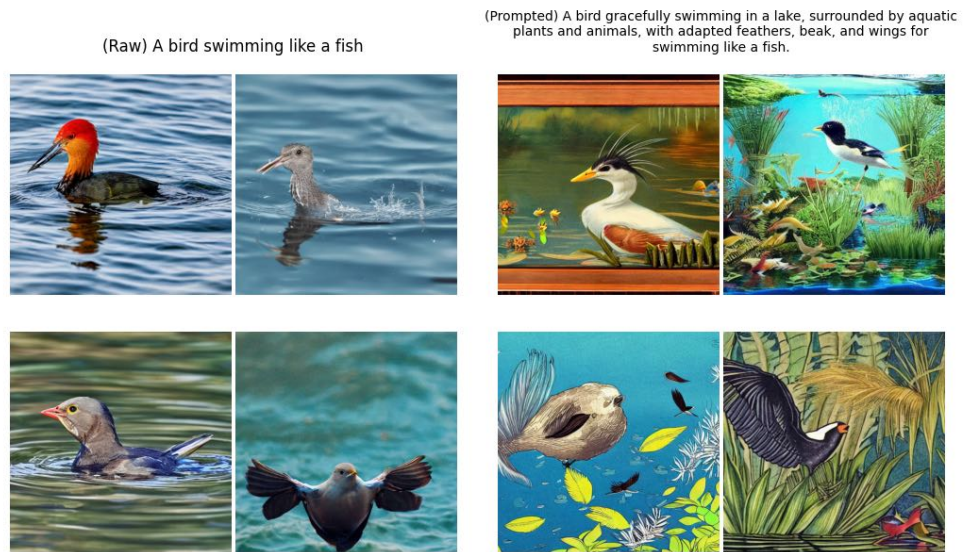 (Raw) A bird swimming like a fish
(Prompted) A bird gracefully swimming in a lake, surrounded by aquatic
plants and animals, with adapted feathers, beak, and wings for
swimming like a fish.